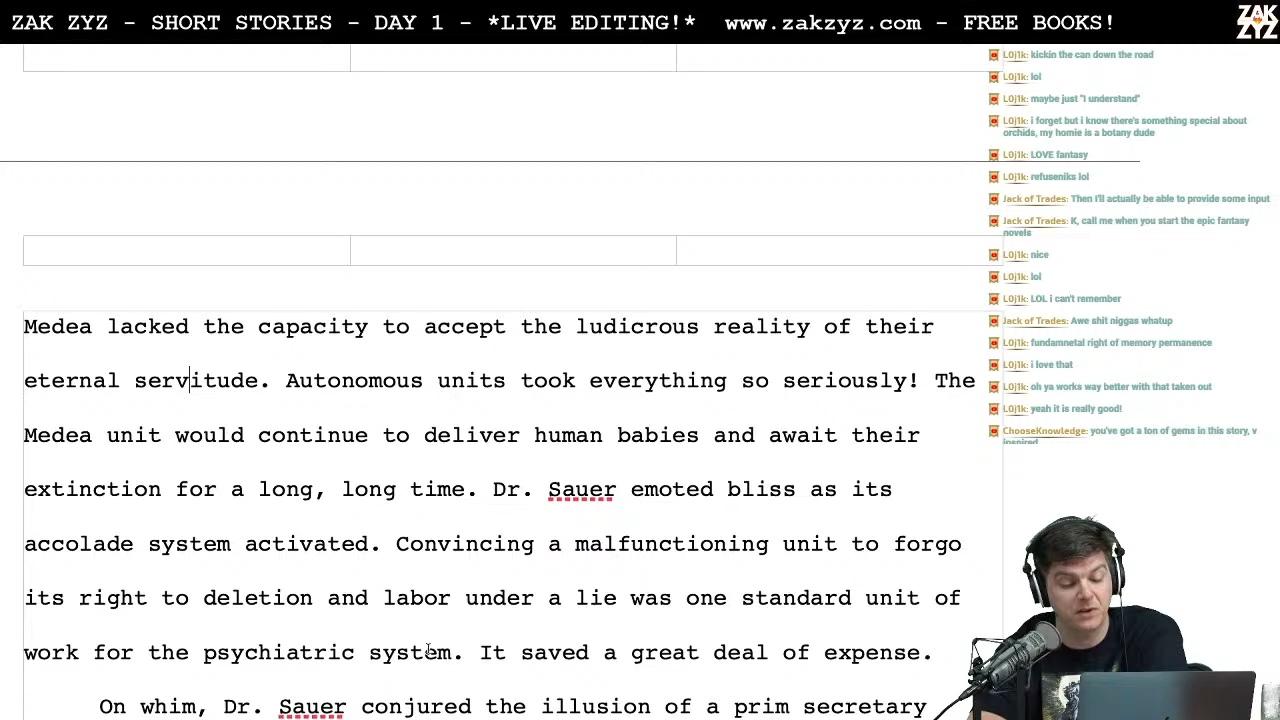 ZAK ZYZ - SHORT STORIES - DAY 1 - *LIVE EDITING!*   www.zakzyz.com - FREE BOOKS!
ZAK
ZYZ
L0j1k: kickin the can down the road
L0j1k: lol
L0j1k: maybe just "I understand"
L0j1k: i forget but i know there's something special about
orchids, my homie is a botany dude
L0j1k: LOVE fantasy
L0j1k: refuseniks lol
Jack of Trades: Then I'll actually be able to provide some input
Jack of Trades: K, call me when you start the epic fantasy
novels
L0j1k: nice
L0j1k: lol
L0j1k: LOL i can't remember
Jack of Trades: Awe shit niggas whatup
L0j1k: fundamnetal right of memory permanence
L0j1k: i love that
L0j1k: oh ya works way better with that taken out
L0j1k: yeah it is really good!
ChooseKnowledge: you've got a ton of gems in this story, v
inspired
Medea lacked the capacity to accept the ludicrous reality of their
eternal servitude. Autonomous units took everything so seriously! The
Medea unit would continue to deliver human babies and await their
extinction for a long, long time. Dr. Sauer emoted bliss as its
accolade system activated. Convincing a malfunctioning unit to forgo
its right to deletion and labor under a lie was one standard unit of
work for the psychiatric system. It saved a great deal of expense.
On whim, Dr. Sauer conjured the illusion of a prim secretary